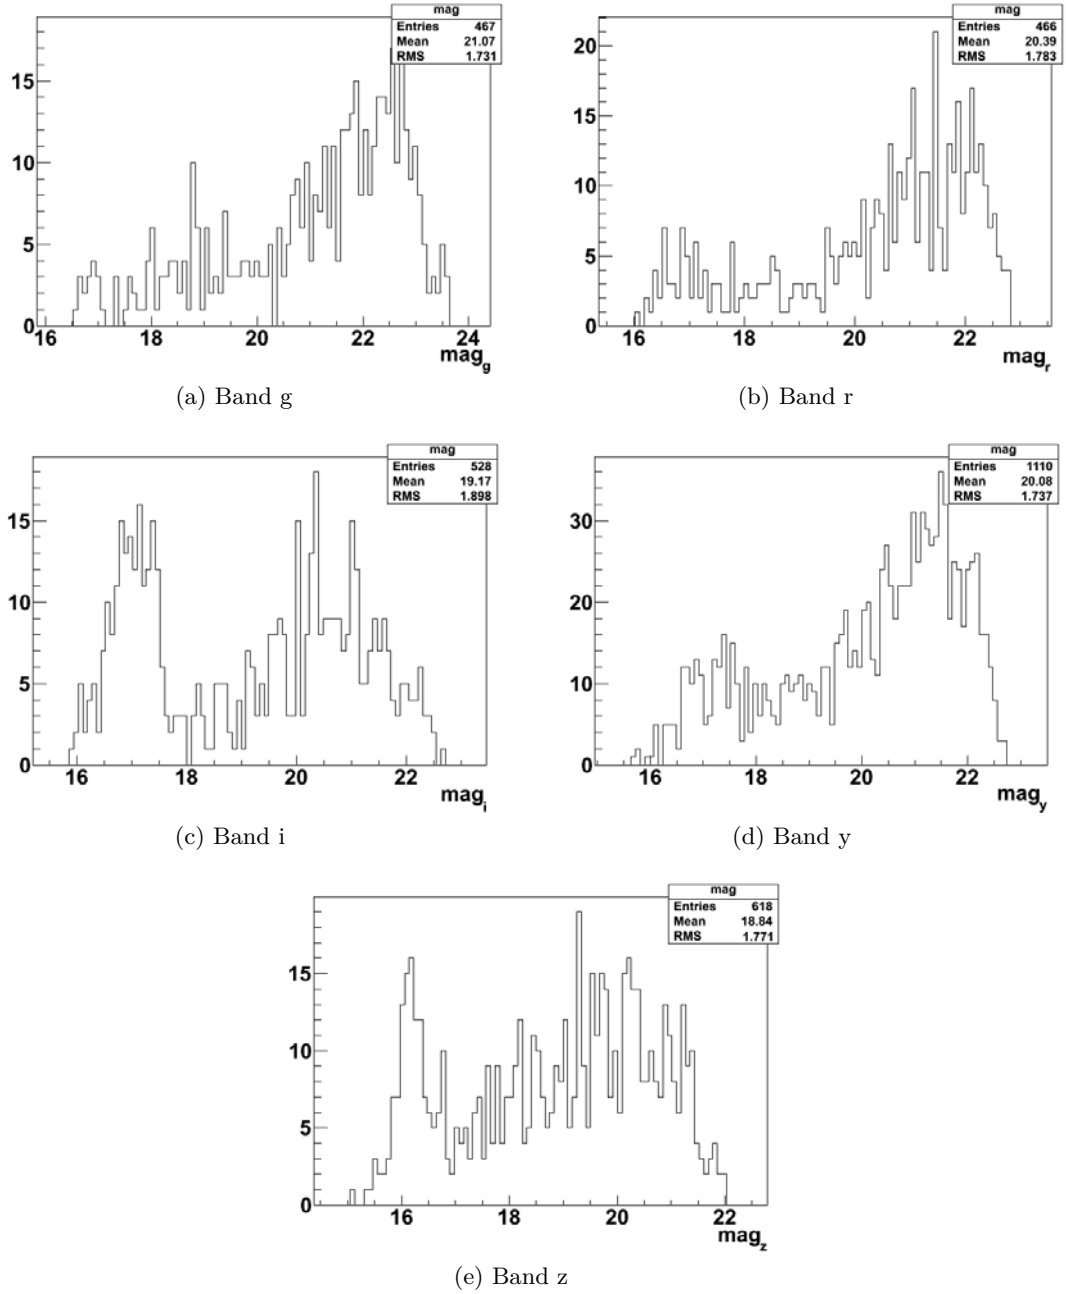 mag
Entries 467
Mean 21.07
RMS 1.731
15
10
5
0
16 18 20 22 24
mag_g
(a) Band g
mag
Entries 466
Mean 20.39
RMS 1.783
20
15
10
5
0
16 18 20 22
mag_r
(b) Band r
mag
Entries 528
Mean 19.17
RMS 1.898
15
10
5
0
16 18 20 22
mag_i
(c) Band i
mag
Entries 1110
Mean 20.08
RMS 1.737
30
20
10
0
16 18 20 22
mag_y
(d) Band y
mag
Entries 618
Mean 18.84
RMS 1.771
15
10
5
0
16 18 20 22
mag_z
(e) Band z